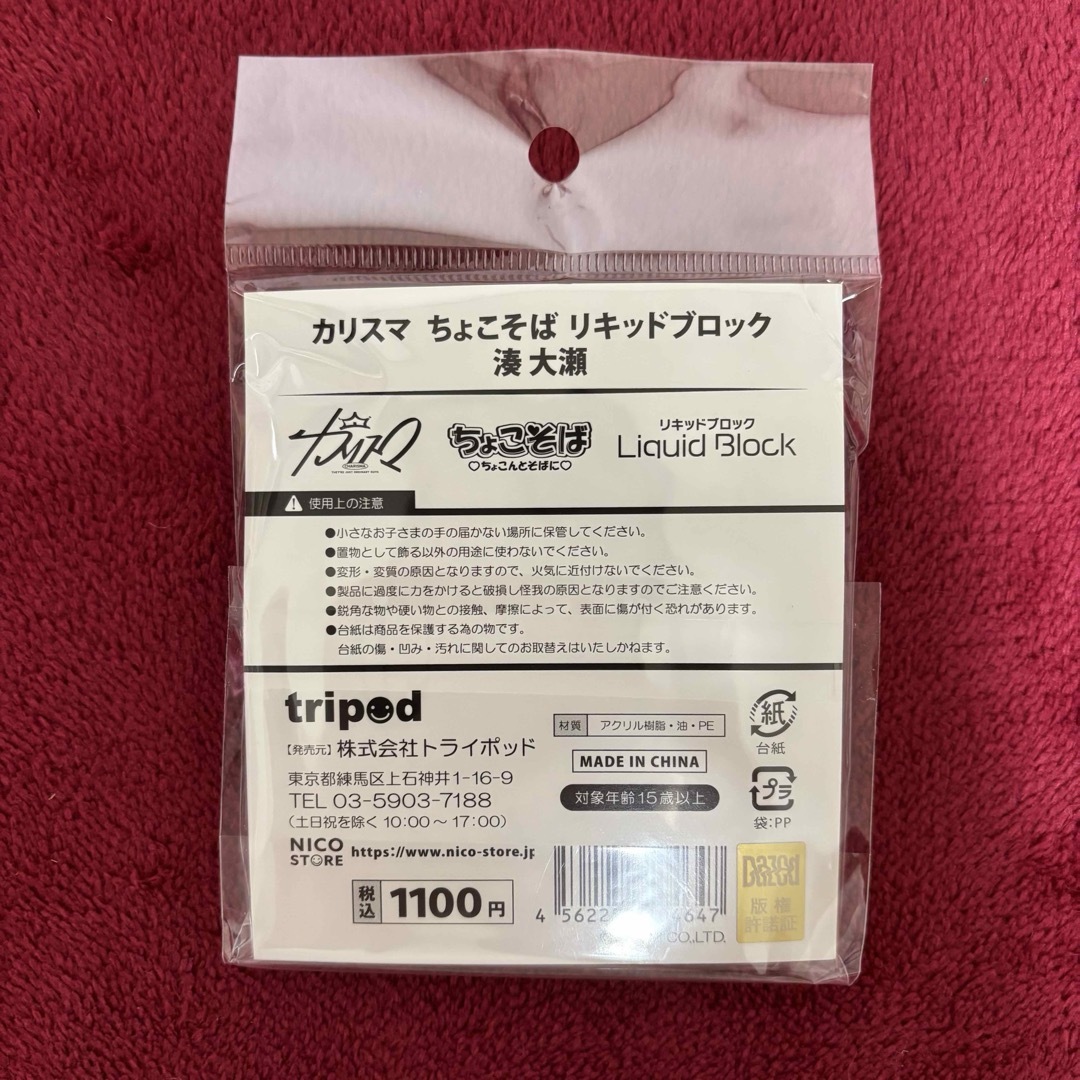 カリスマ ちょこそば リキッドブロック
湊 大瀬
カリスマ
CHARISMA
ちょこそば
♡ちょこんとそばに♡
リキッドブロック
Liquid Block
使用上の注意
●小さなお子さまの手の届かない場所に保管してください。
●置物として飾る以外の用途に使わないでください。
●変形・変質の原因となりますので、火気に近付けないでください。
●製品に過度に力をかけると破損し怪我の原因となりますのでご注意ください。
●鋭角な物や硬い物との接触、摩擦によって、表面に傷が付く恐れがあります。
●台紙は商品を保護する為の物です。
台紙の傷・凹み・汚れに関してのお取替えはいたしかねます。
tripod
【発売元】株式会社トライポッド
東京都練馬区上石神井1-16-9
TEL 03-5903-7188
(土日祝を除く 10:00~17:00)
NICO STORE https://www.nico-store.jp
税込 1100円
材質 アクリル樹脂・油・PE
MADE IN CHINA
対象年齢15歳以上
紙
台紙
プラ
袋:PP
4 5622 4647
CO.,LTD.
版権
許諾証